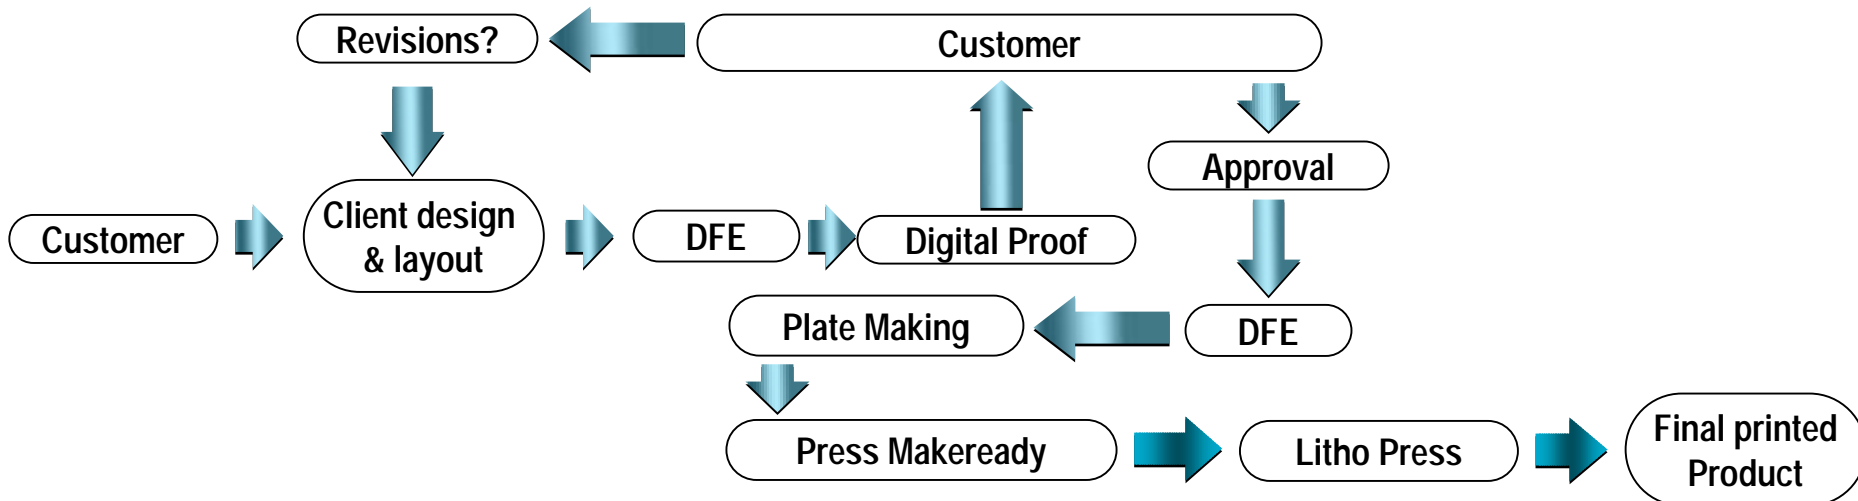 Revisions?
Customer
Approval
Customer
Client design
& layout
DFE
Digital Proof
Plate Making
DFE
Press Makeready
Litho Press
Final printed
Product